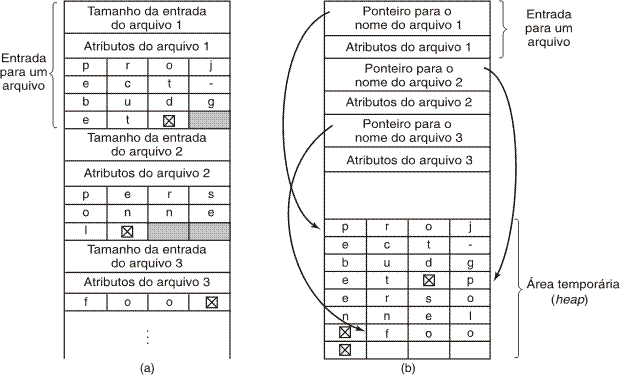 Tamanho da entrada
do arquivo 1
Atributos do arquivo 1
Entrada
para um
arquivo
p r o j
e c t -
b u d g
e t
Tamanho da entrada
do arquivo 2
Atributos do arquivo 2
p e r s
o n n e
l
Tamanho da entrada
do arquivo 3
Atributos do arquivo 3
f o o
(a)
Ponteiro para o
nome do arquivo 1
Atributos do arquivo 1
Entrada
para um
arquivo
Ponteiro para o
nome do arquivo 2
Atributos do arquivo 2
Ponteiro para o
nome do arquivo 3
Atributos do arquivo 3
p r o j
e c t -
b u d g
e t p
e r s o
n n e l
f o o
Área temporária
(heap)
(b)